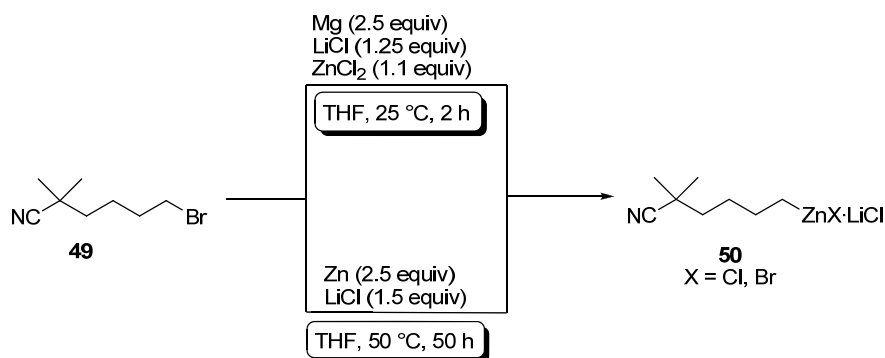 Mg (2.5 equiv)
LiCl (1.25 equiv)
ZnCl₂ (1.1 equiv)
THF, 25 °C, 2 h
NC
Br
49
NC
ZnX·LiCl
50
X = Cl, Br
Zn (2.5 equiv)
LiCl (1.5 equiv)
THF, 50 °C, 50 h